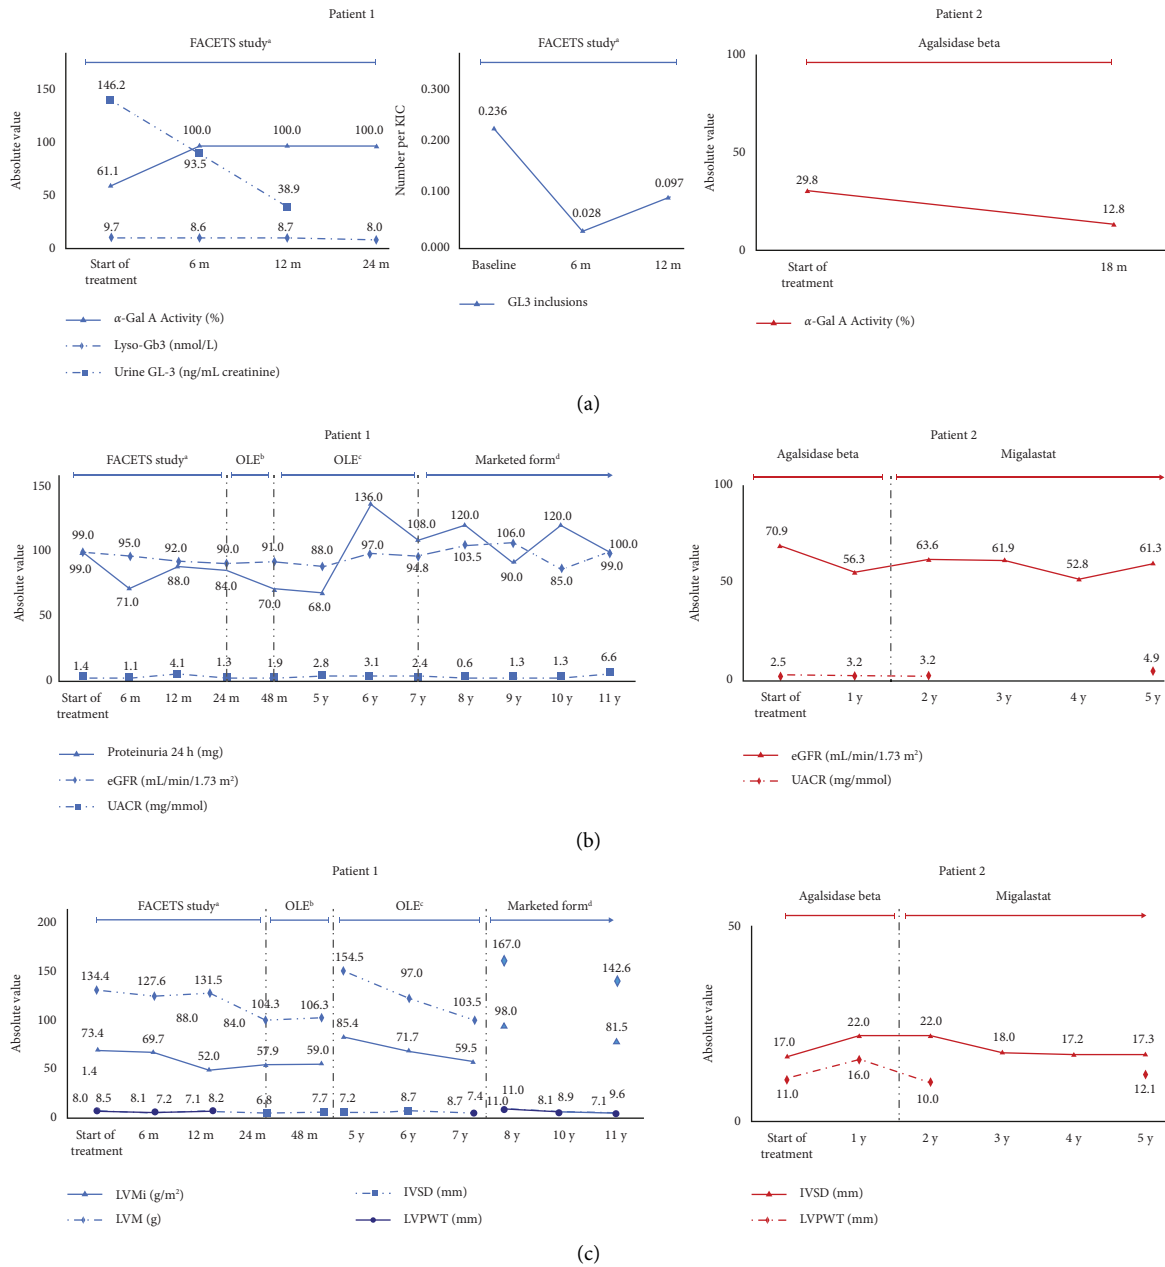 Patient 1
Patient 2
FACETS studyᵃ
FACETS studyᵃ
Agalsidase beta
Absolute value
150
100
50
0
146.2
100.0
100.0
100.0
61.1
93.5
38.9
9.7
8.6
8.7
8.0
Start of
treatment
6 m
12 m
24 m
α-Gal A Activity (%)
Lyso-Gb3 (nmol/L)
Urine GL-3 (ng/mL creatinine)
Number per KIC
0.300
0.200
0.100
0.000
0.236
0.028
0.097
Baseline
6 m
12 m
GL3 inclusions
Absolute value
100
50
0
29.8
12.8
Start of
treatment
18 m
α-Gal A Activity (%)
(a)
Patient 1
FACETS studyᵃ
OLEᵇ
OLEᶜ
Marketed formᵈ
Absolute value
150
100
50
0
136.0
99.0
95.0
92.0
90.0
91.0
88.0
97.0
108.0
120.0
106.0
120.0
100.0
99.0
71.0
88.0
84.0
70.0
68.0
94.8
103.5
90.0
85.0
99.0
1.4
1.1
4.1
1.3
1.9
2.8
3.1
2.4
0.6
1.3
1.3
6.6
Start of
treatment
6 m
12 m
24 m
48 m
5 y
6 y
7 y
8 y
9 y
10 y
11 y
Proteinuria 24 h (mg)
eGFR (mL/min/1.73 m²)
UACR (mg/mmol)
Patient 2
Agalsidase beta
Migalastat
Absolute value
100
50
0
70.9
56.3
63.6
61.9
52.8
61.3
2.5
3.2
3.2
4.9
Start of
treatment
1 y
2 y
3 y
4 y
5 y
eGFR (mL/min/1.73 m²)
UACR (mg/mmol)
(b)
Patient 1
FACETS studyᵃ
OLEᵇ
OLEᶜ
Marketed formᵈ
Absolute value
200
150
100
50
0
134.4
127.6
131.5
104.3
106.3
154.5
97.0
103.5
167.0
142.6
88.0
84.0
73.4
69.7
52.0
57.9
59.0
85.4
71.7
59.5
98.0
81.5
1.4
8.0
8.5
8.1
7.2
7.1
8.2
6.8
7.7
7.2
8.7
8.7
7.4
11.0
11.0
8.1
8.9
7.1
9.6
Start of
treatment
6 m
12 m
24 m
48 m
5 y
6 y
7 y
8 y
10 y
11 y
LVMi (g/m²)
LVM (g)
IVSD (mm)
LVPWT (mm)
Patient 2
Agalsidase beta
Migalastat
Absolute value
50
0
17.0
22.0
22.0
18.0
17.2
17.3
11.0
16.0
10.0
12.1
Start of
treatment
1 y
2 y
3 y
4 y
5 y
IVSD (mm)
LVPWT (mm)
(c)